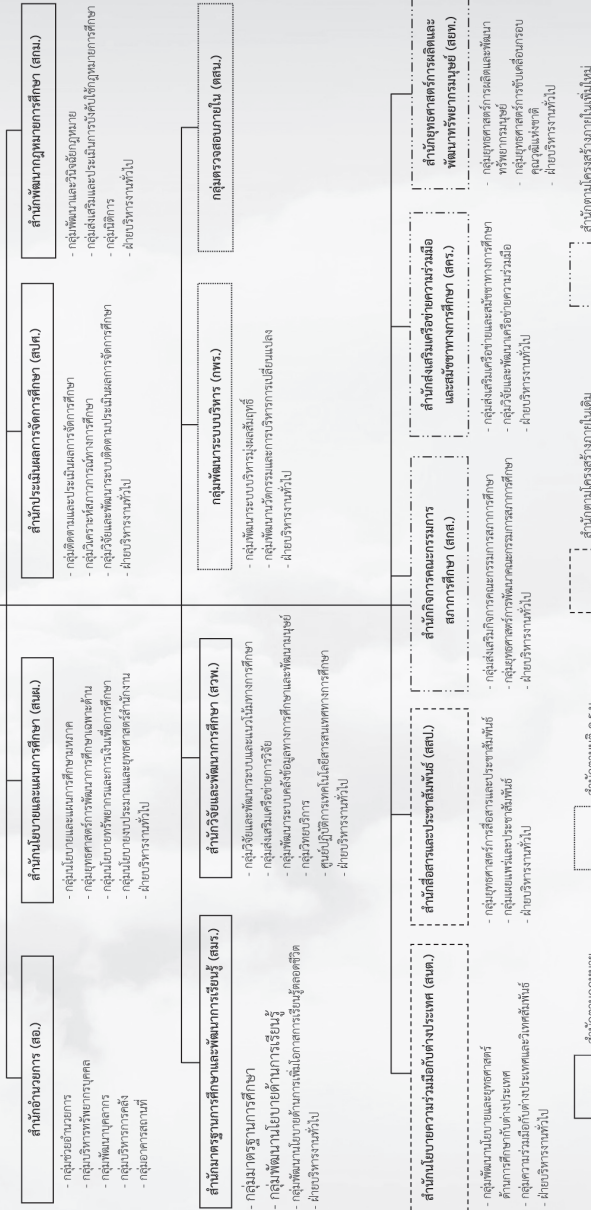 สำนักอำนวยการ (สอ.)
- กลุ่มช่วยอำนวยการ
- กลุ่มบริหารทรัพยากรบุคคล
- กลุ่มพัฒนาบุคลากร
- กลุ่มบริหารการคลัง
- กลุ่มอาคารสถานที่
สำนักนโยบายและแผนการศึกษา (สนผ.)
- กลุ่มนโยบายและแผนการศึกษามหภาค
- กลุ่มยุทธศาสตร์การพัฒนาการศึกษาเฉพาะด้าน
- กลุ่มนโยบายทรัพยากรและการเงินเพื่อการศึกษา
- กลุ่มนโยบายงบประมาณและยุทธศาสตร์สำนักงาน
- ฝ่ายบริหารงานทั่วไป
สำนักประเมินผลการจัดการศึกษา (สปศ.)
- กลุ่มติดตามและประเมินผลการจัดการศึกษา
- กลุ่มวิเคราะห์สภาวการณ์ทางการศึกษา
- กลุ่มวิจัยและพัฒนาระบบติดตามประเมินผลการจัดการศึกษา
- ฝ่ายบริหารงานทั่วไป
สำนักพัฒนากฎหมายการศึกษา (สกม.)
- กลุ่มพัฒนาและวินิจฉัยกฎหมาย
- กลุ่มส่งเสริมและประเมินการบังคับใช้กฎหมายการศึกษา
- กลุ่มนิติการ
- ฝ่ายบริหารงานทั่วไป
สำนักมาตรฐานการศึกษาและพัฒนาการเรียนรู้ (สมร.)
- กลุ่มมาตรฐานการศึกษา
- กลุ่มพัฒนานโยบายด้านการเรียนรู้
- กลุ่มพัฒนานโยบายด้านการเพิ่มโอกาสการเรียนรู้ตลอดชีวิต
- ฝ่ายบริหารงานทั่วไป
สำนักวิจัยและพัฒนาการศึกษา (สวพ.)
- กลุ่มวิจัยและพัฒนาระบบและแนวโน้มทางการศึกษา
- กลุ่มส่งเสริมเครือข่ายการวิจัย
- กลุ่มพัฒนาระบบคลังข้อมูลทางการศึกษาและพัฒนามนุษย์
- กลุ่มวิทยบริการ
ศูนย์ปฏิบัติการเทคโนโลยีสารสนเทศทางการศึกษา
- ฝ่ายบริหารงานทั่วไป
กลุ่มพัฒนาระบบบริหาร (กพร.)
- กลุ่มพัฒนาระบบบริหารมุ่งผลสัมฤทธิ์
- กลุ่มพัฒนานวัตกรรมและการบริหารการเปลี่ยนแปลง
- ฝ่ายบริหารงานทั่วไป
กลุ่มตรวจสอบภายใน (ตสน.)
สำนักนโยบายความร่วมมือกับต่างประเทศ (สนต.)
- กลุ่มพัฒนานโยบายและยุทธศาสตร์
ด้านการศึกษากับต่างประเทศ
- กลุ่มความร่วมมือกับต่างประเทศและวิเทศสัมพันธ์
- ฝ่ายบริหารงานทั่วไป
สำนักสื่อสารและประชาสัมพันธ์ (สสป.)
- กลุ่มยุทธศาสตร์การสื่อสารและประชาสัมพันธ์
- กลุ่มเผยแพร่และประชาสัมพันธ์
- ฝ่ายบริหารงานทั่วไป
สำนักกิจการคณะกรรมการ
สภาการศึกษา (สกส.)
- กลุ่มส่งเสริมกิจการคณะกรรมการสภาการศึกษา
- กลุ่มยุทธศาสตร์การพัฒนาคณะกรรมการสภาการศึกษา
- ฝ่ายบริหารงานทั่วไป
สำนักส่งเสริมเครือข่ายความร่วมมือ
และสมัชชาทางการศึกษา (สคร.)
- กลุ่มส่งเสริมเครือข่ายและสมัชชาทางการศึกษา
- กลุ่มวิจัยและพัฒนาเครือข่ายความร่วมมือ
- ฝ่ายบริหารงานทั่วไป
สำนักยุทธศาสตร์การผลิตและ
พัฒนาทรัพยากรมนุษย์ (สยท.)
- กลุ่มยุทธศาสตร์การผลิตและพัฒนา
ทรัพยากรมนุษย์
- กลุ่มยุทธศาสตร์การขับเคลื่อนกรอบ
คุณวุฒิแห่งชาติ
- ฝ่ายบริหารงานทั่วไป
สำนักตามกฎหมาย
สำนักตามโครงสร้างภายในเดิม
สำนักตามโครงสร้างภายในเพิ่มใหม่